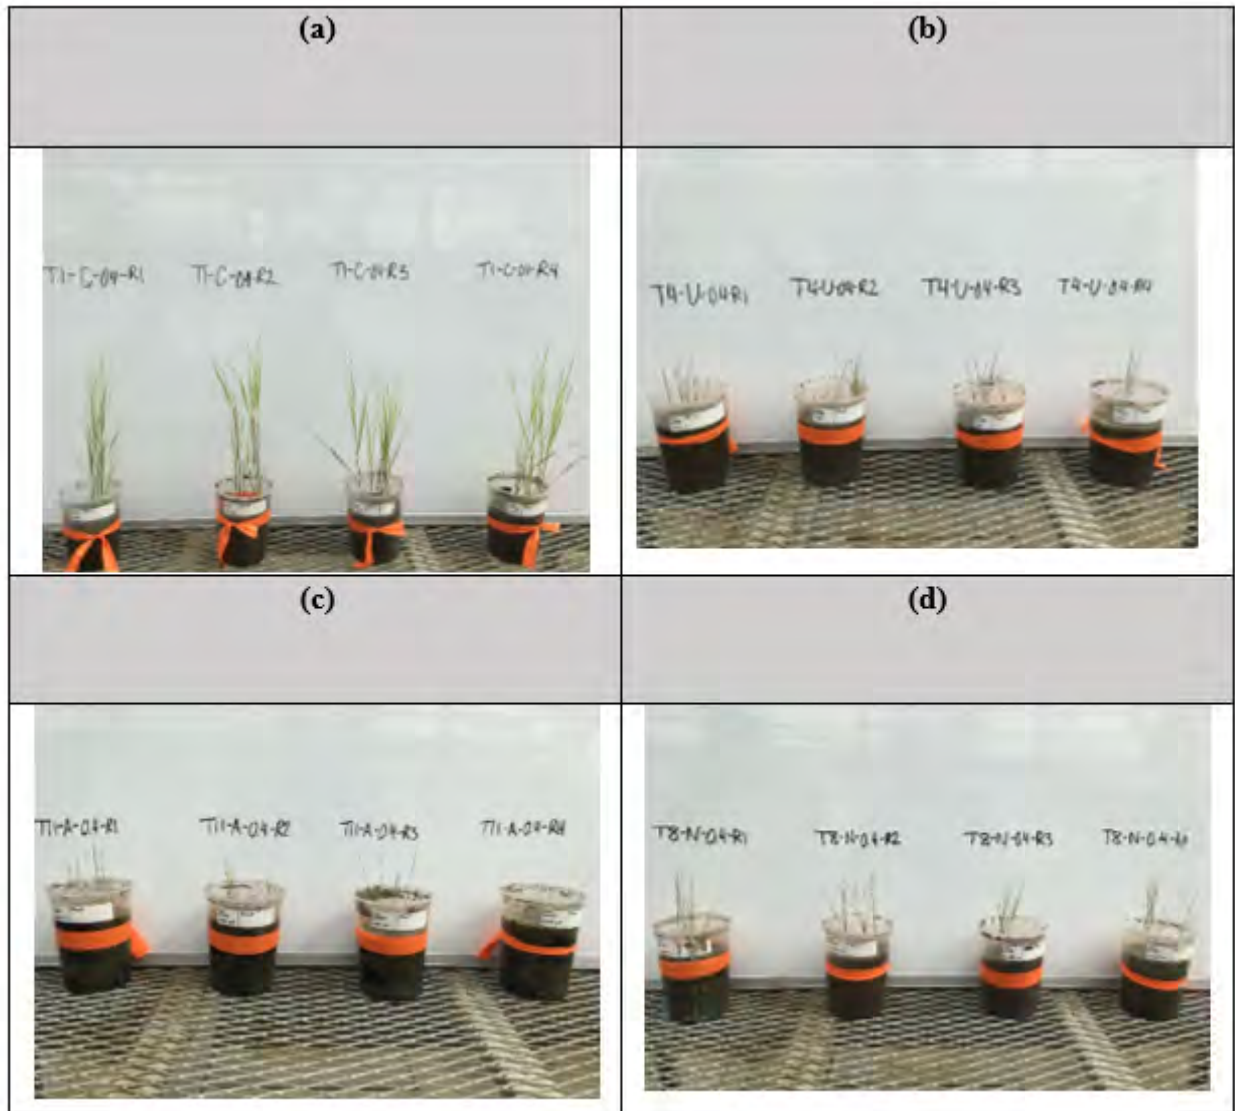 (a)
(b)
T1-C-04-R1 T1-C-04-R2 T1-C-04-R3 T1-C-04-R4
T4-U-04R1 T4-U-04-R2 T4-U-04-R3 T4-U-04-R4
(c)
(d)
T11-A-04-R1 T11-A-04-R2 T11-A-04-R3 T11-A-04-R4
T8-N-04-R1 T8-N-04-R2 T8-N-04-R3